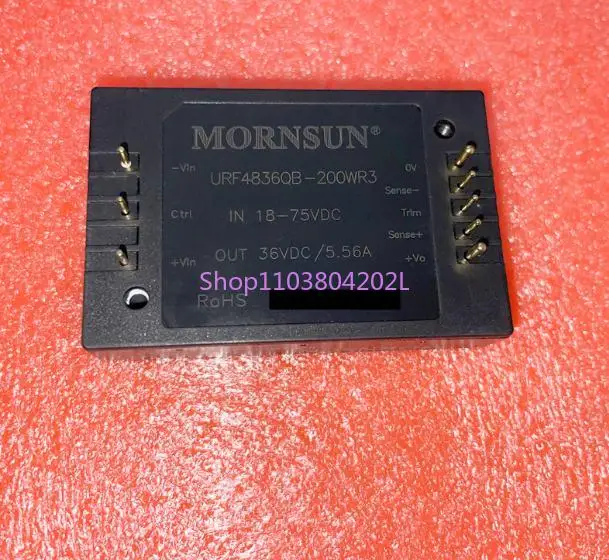 MORNSUN®
-Vin
URF4836QB-200WR3
0V
Sense-
Ctrl
IN 18-75VDC
Trim
Sense+
+Vin
OUT 36VDC/5.56A
+Vo
Shop1103804202L
RoHS